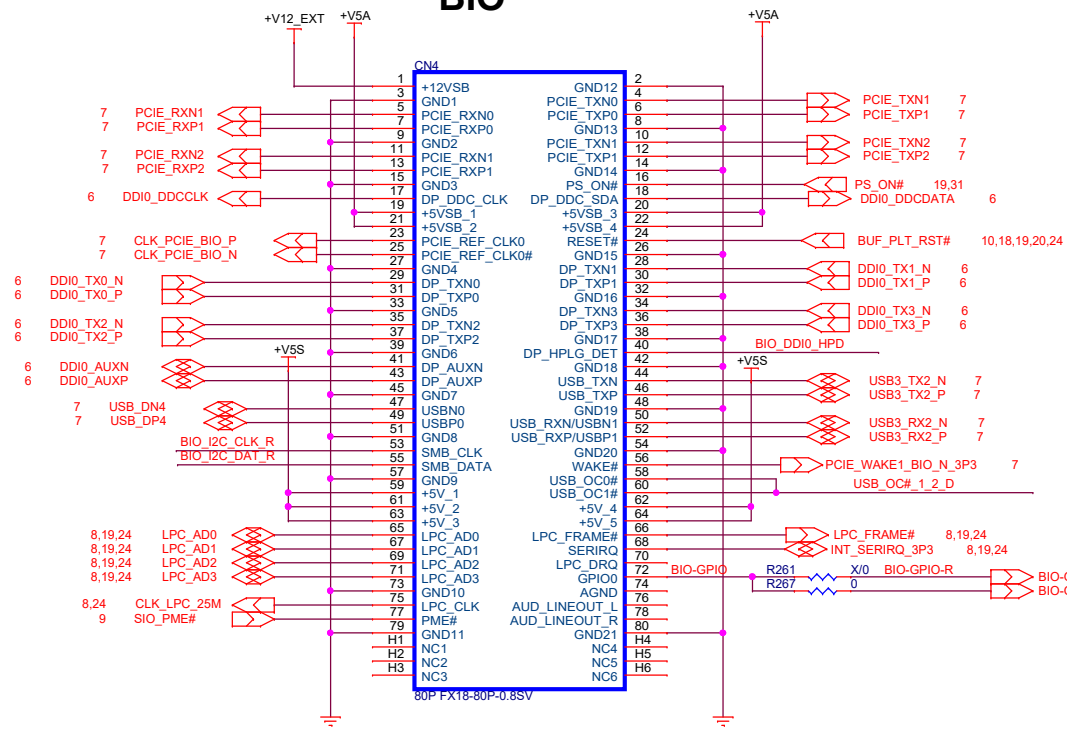 BIO
+V12_EXT +V5A +V5A
CN4
1 +12VSB GND12 2
3 GND1 PCIE_TXN0 4 PCIE_TXN1 7
7 PCIE_RXN1 5 PCIE_RXN0 PCIE_TXP0 6 PCIE_TXP1 7
7 PCIE_RXP1 7 PCIE_RXP0 GND13 8
9 GND2 PCIE_TXN1 10 PCIE_TXN2 7
7 PCIE_RXN2 11 PCIE_RXN1 PCIE_TXP1 12 PCIE_TXP2 7
7 PCIE_RXP2 13 PCIE_RXP1 GND14 14
15 GND3 PS_ON# 16 PS_ON# 19,31
6 DDI0_DDCCLK 17 DP_DDC_CLK DP_DDC_SDA 18 DDI0_DDCDATA 6
19 +5VSB_1 +5VSB_3 20
21 +5VSB_2 +5VSB_4 22
7 CLK_PCIE_BIO_P 23 PCIE_REF_CLK0 RESET# 24 BUF_PLT_RST# 10,18,19,20,24
7 CLK_PCIE_BIO_N 25 PCIE_REF_CLK0# GND15 26
27 GND4 DP_TXN1 28 DDI0_TX1_N 6
6 DDI0_TX0_N 29 DP_TXN0 DP_TXP1 30 DDI0_TX1_P 6
6 DDI0_TX0_P 31 DP_TXP0 GND16 32
33 GND5 DP_TXN3 34 DDI0_TX3_N 6
6 DDI0_TX2_N 35 DP_TXN2 DP_TXP3 36 DDI0_TX3_P 6
6 DDI0_TX2_P 37 DP_TXP2 GND17 38
+V5S 39 GND6 DP_HPLG_DET 40 BIO_DDI0_HPD
6 DDI0_AUXN 41 DP_AUXN GND18 42 +V5S
6 DDI0_AUXP 43 DP_AUXP USB_TXN 44 USB3_TX2_N 7
45 GND7 USB_TXP 46 USB3_TX2_P 7
7 USB_DN4 47 USBN0 GND19 48
7 USB_DP4 49 USBP0 USB_RXN/USBN1 50 USB3_RX2_N 7
51 GND8 USB_RXP/USBP1 52 USB3_RX2_P 7
BIO_I2C_CLK_R 53 SMB_CLK GND20 54
BIO_I2C_DAT_R 55 SMB_DATA WAKE# 56 PCIE_WAKE1_BIO_N_3P3 7
57 GND9 USB_OC0# 58
59 +5V_1 USB_OC1# 60 USB_OC#_1_2_D
61 +5V_2 +5V_4 62
63 +5V_3 +5V_5 64
8,19,24 LPC_AD0 65 LPC_AD0 LPC_FRAME# 66 LPC_FRAME# 8,19,24
8,19,24 LPC_AD1 67 LPC_AD1 SERIRQ 68 INT_SERIRQ_3P3 8,19,24
8,19,24 LPC_AD2 69 LPC_AD2 LPC_DRQ 70
8,19,24 LPC_AD3 71 LPC_AD3 GPIO0 72 BIO-GPIO R261 X/0 BIO-GPIO-R
73 GND10 AGND 74 R267 0
8,24 CLK_LPC_25M 75 LPC_CLK AUD_LINEOUT_L 76
9 SIO_PME# 77 PME# AUD_LINEOUT_R 78
79 GND11 GND21 80
H1 NC1 NC4 H4
H2 NC2 NC5 H5
H3 NC3 NC6 H6
80P FX18-80P-0.8SV